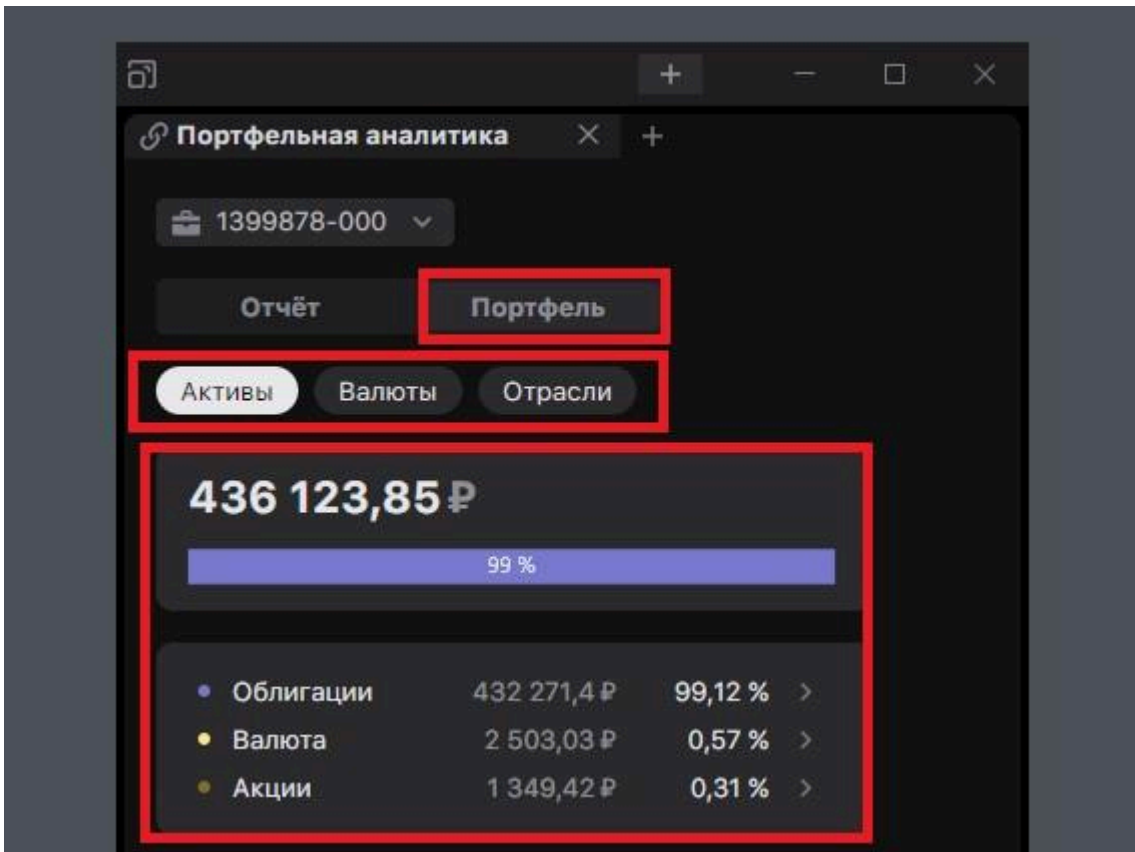 Портфельная аналитика
1399878-000
Отчёт Портфель
Активы Валюты Отрасли
436 123,85 ₽
99 %
Облигации 432 271,4 ₽ 99,12 %
Валюта 2 503,03 ₽ 0,57 %
Акции 1 349,42 ₽ 0,31 %